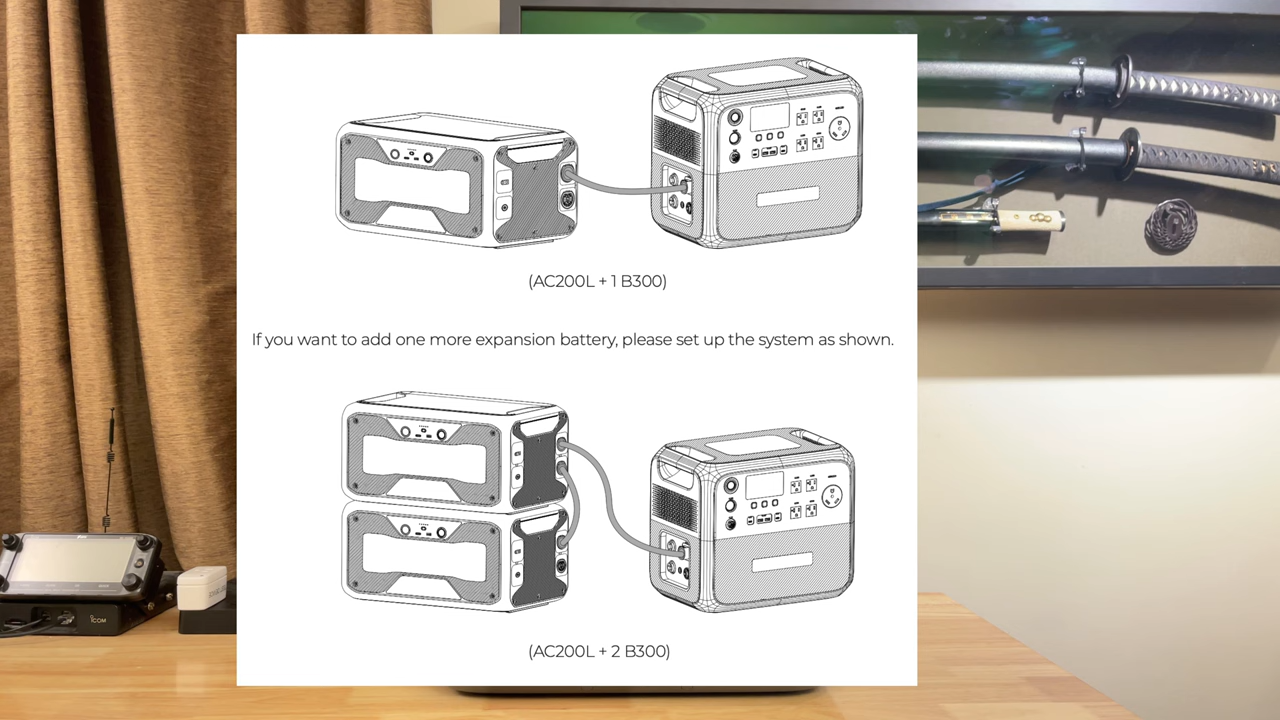 (AC200L + 1 B300)
If you want to add one more expansion battery, please set up the system as shown.
(AC200L + 2 B300)
ICOM